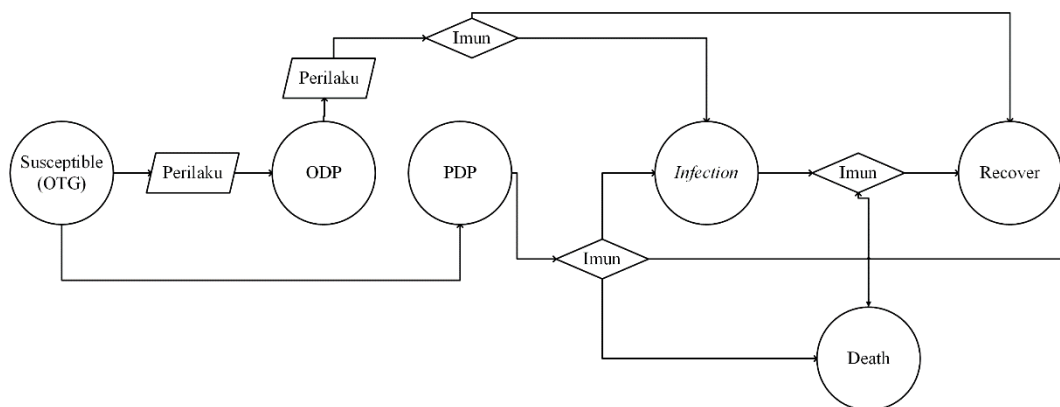 Imun
Perilaku
Susceptible
(OTG)
Perilaku
ODP
PDP
Infection
Imun
Recover
Imun
Death